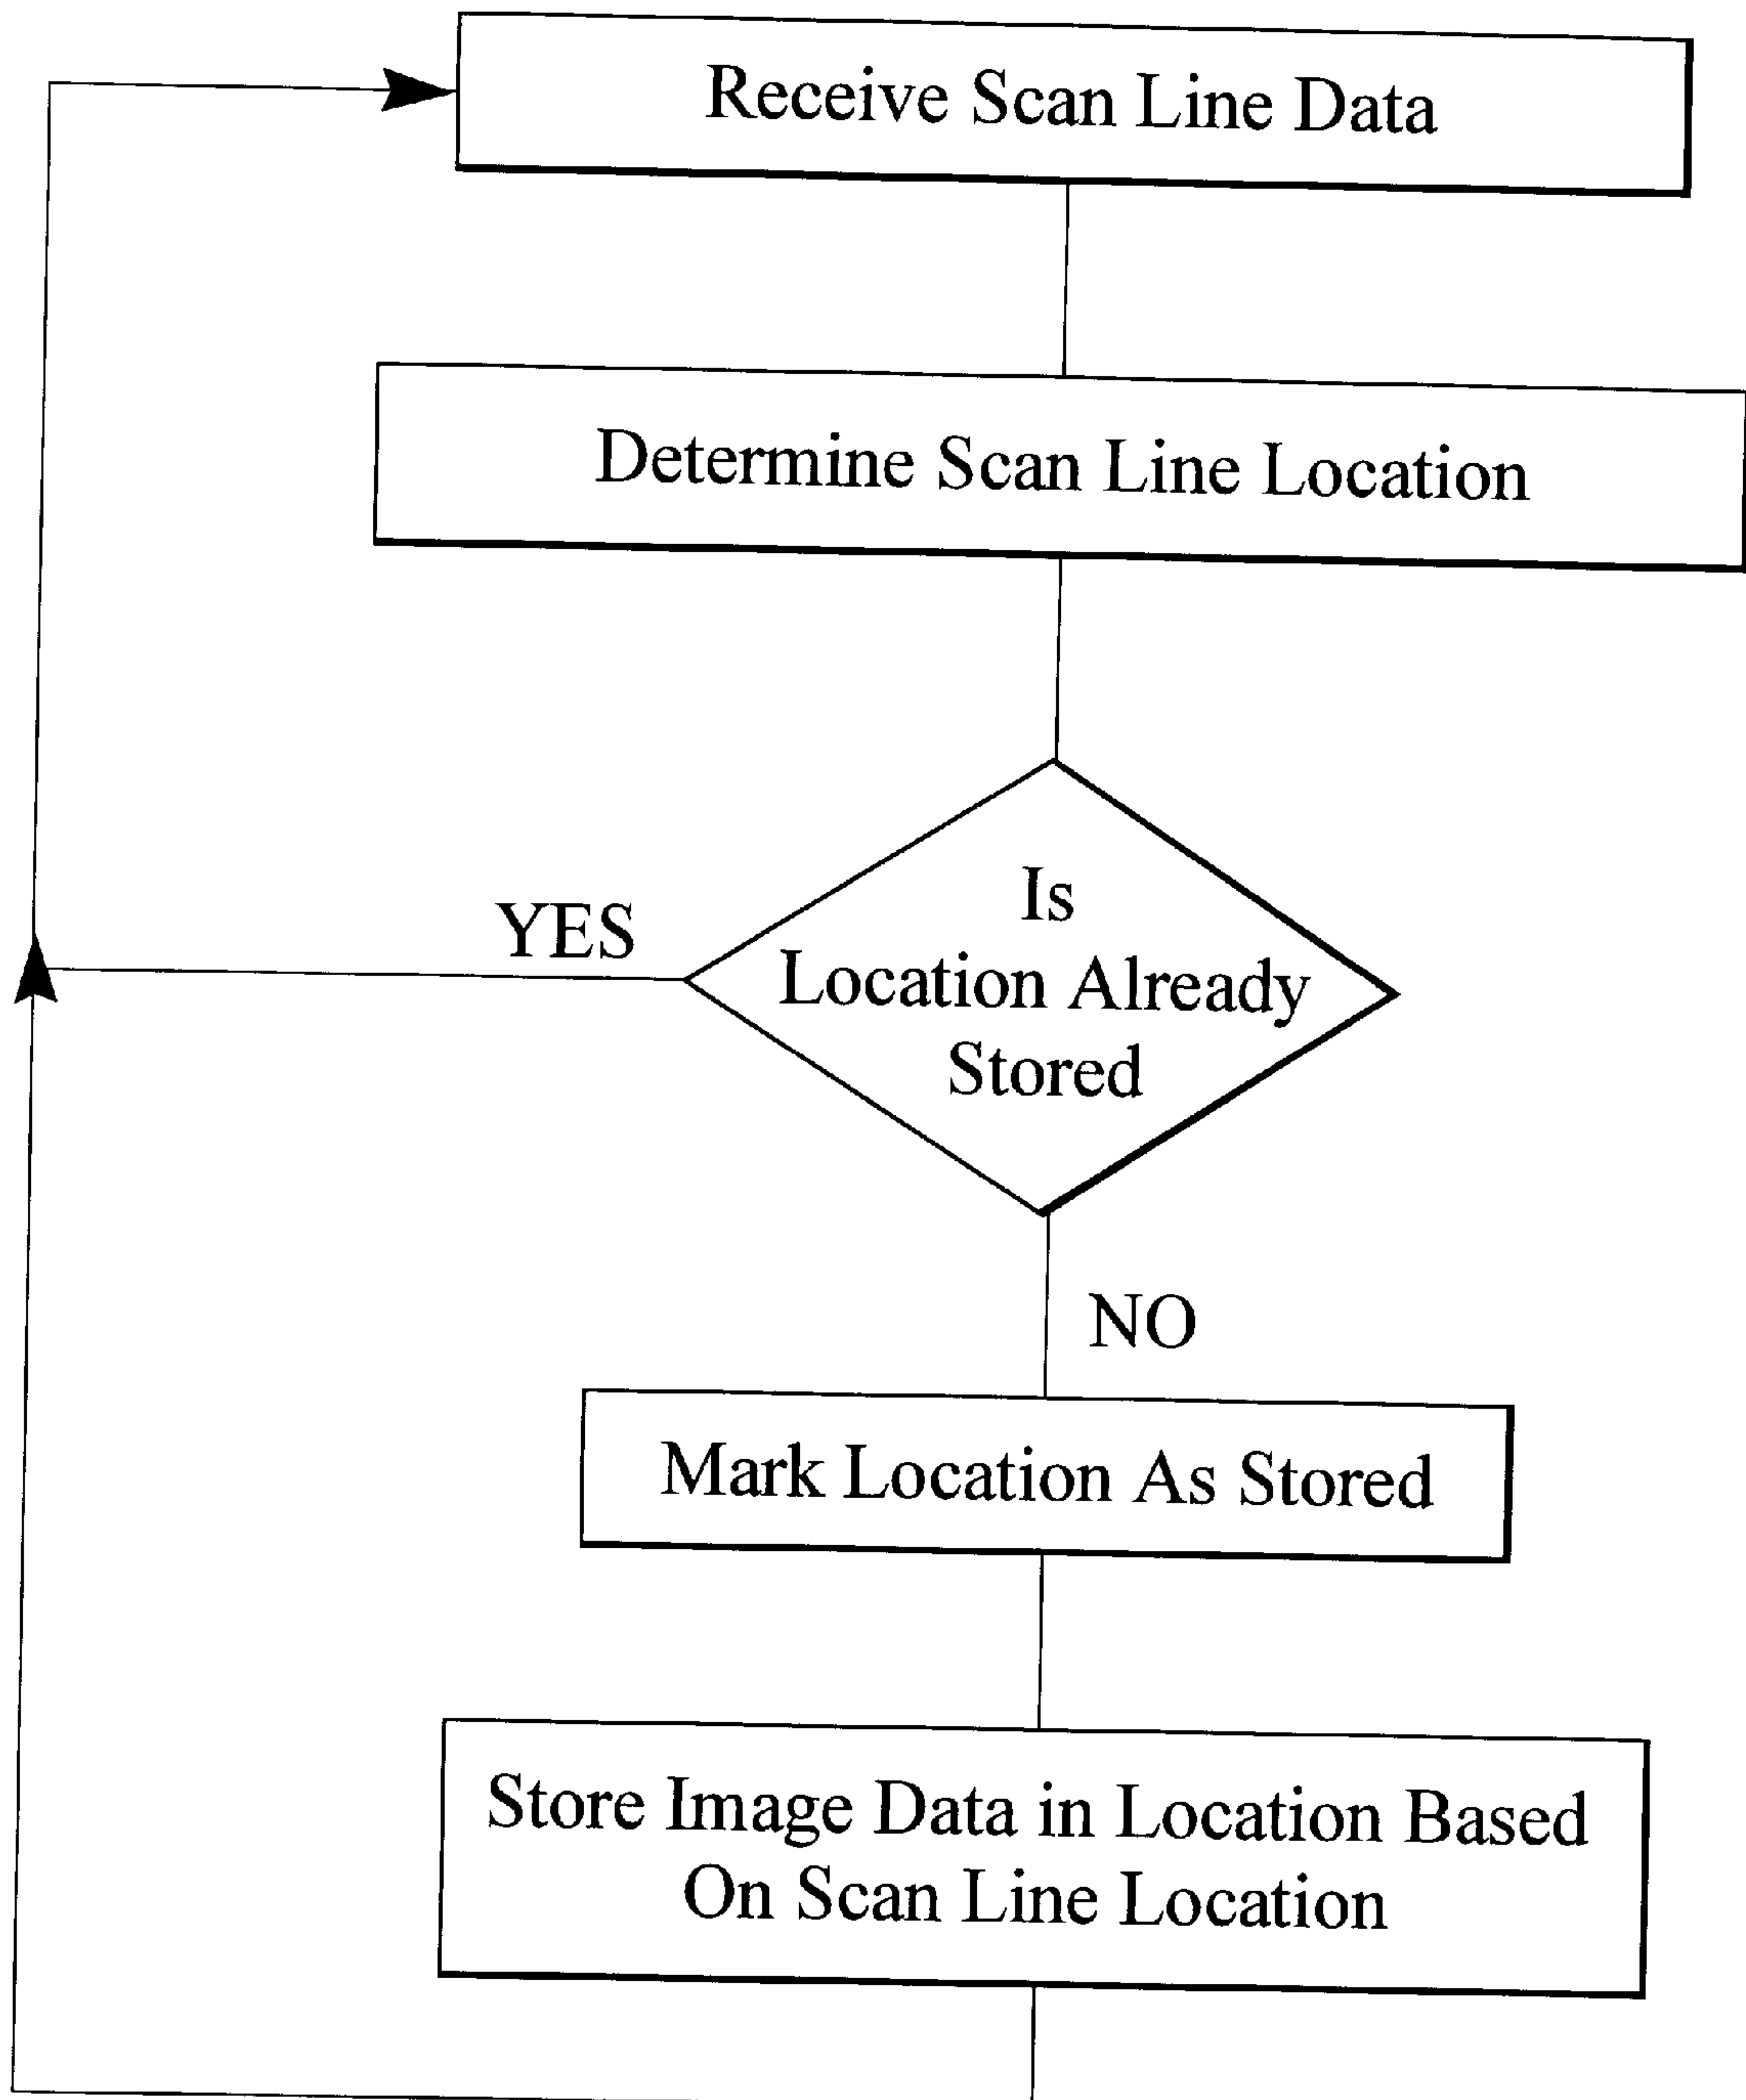 Receive Scan Line Data
Determine Scan Line Location
Is
Location Already
Stored
YES
NO
Mark Location As Stored
Store Image Data in Location Based
On Scan Line Location